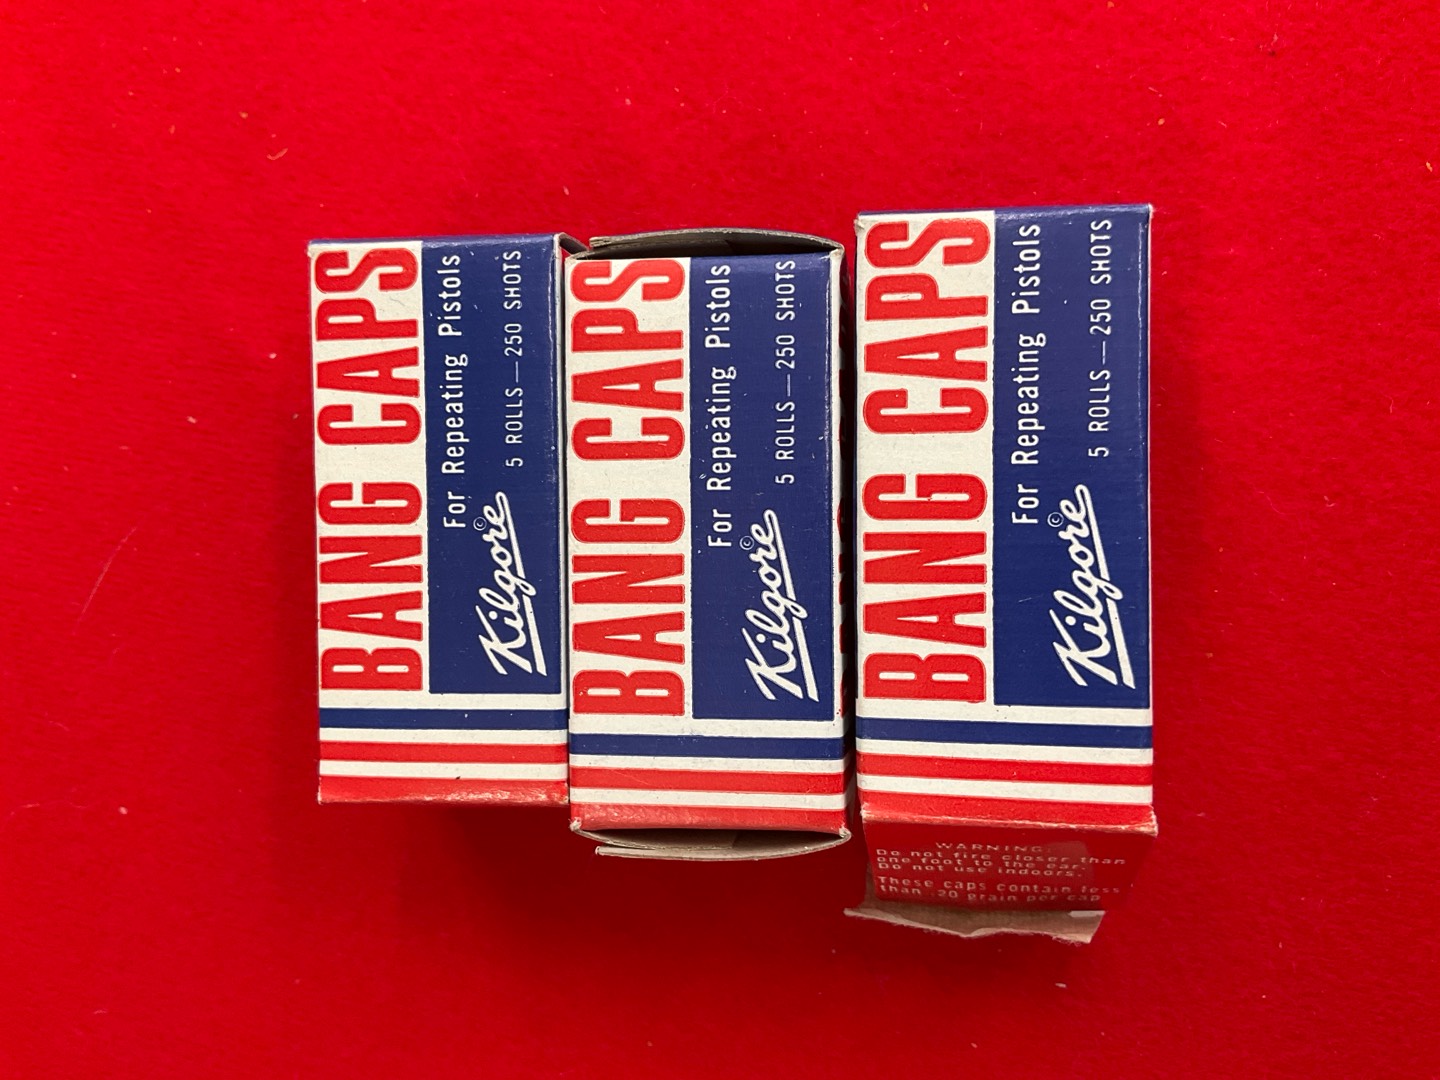 BANG CAPS
For Repeating Pistols
5 ROLLS—250 SHOTS
Kilgore ©
BANG CAPS
For Repeating Pistols
5 ROLLS—250 SHOTS
Kilgore ©
BANG CAPS
For Repeating Pistols
5 ROLLS—250 SHOTS
Kilgore ©
WARNING:
Do not fire closer than
one foot to the ear.
Do not use indoors.
These caps contain less
than .20 grain per cap